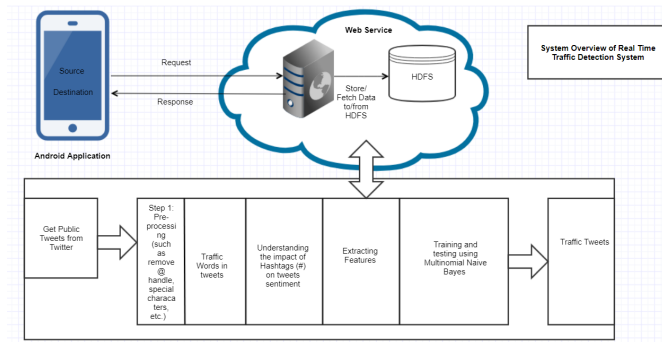 Web Service
System Overview of Real Time
Traffic Detection System
Source
Destination
Request
Response
HDFS
Store/
Fetch Data
to/from
HDFS
Android Application
Get Public
Tweets from
Twitter
Step 1:
Pre-
processi
ng
(such
as
remove
@
handle,
special
characa
ters,
etc.)
Traffic
Words in
tweets
Understanding
the impact of
Hashtags (#)
on tweets
sentiment
Extracting
Features
Training and
testing using
Multinomial Naive
Bayes
Traffic Tweets